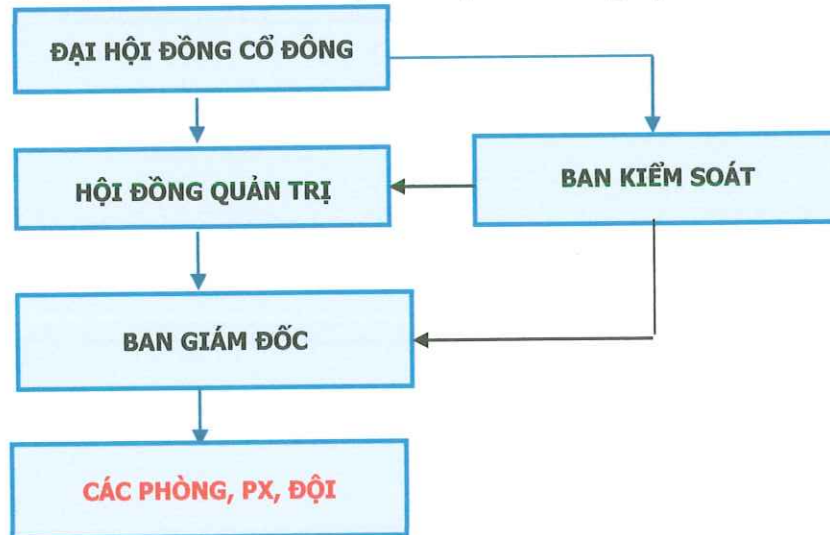 ĐẠI HỘI ĐỒNG CỔ ĐÔNG
HỘI ĐỒNG QUẢN TRỊ
BAN KIỂM SOÁT
BAN GIÁM ĐỐC
CÁC PHÒNG, PX, ĐỘI